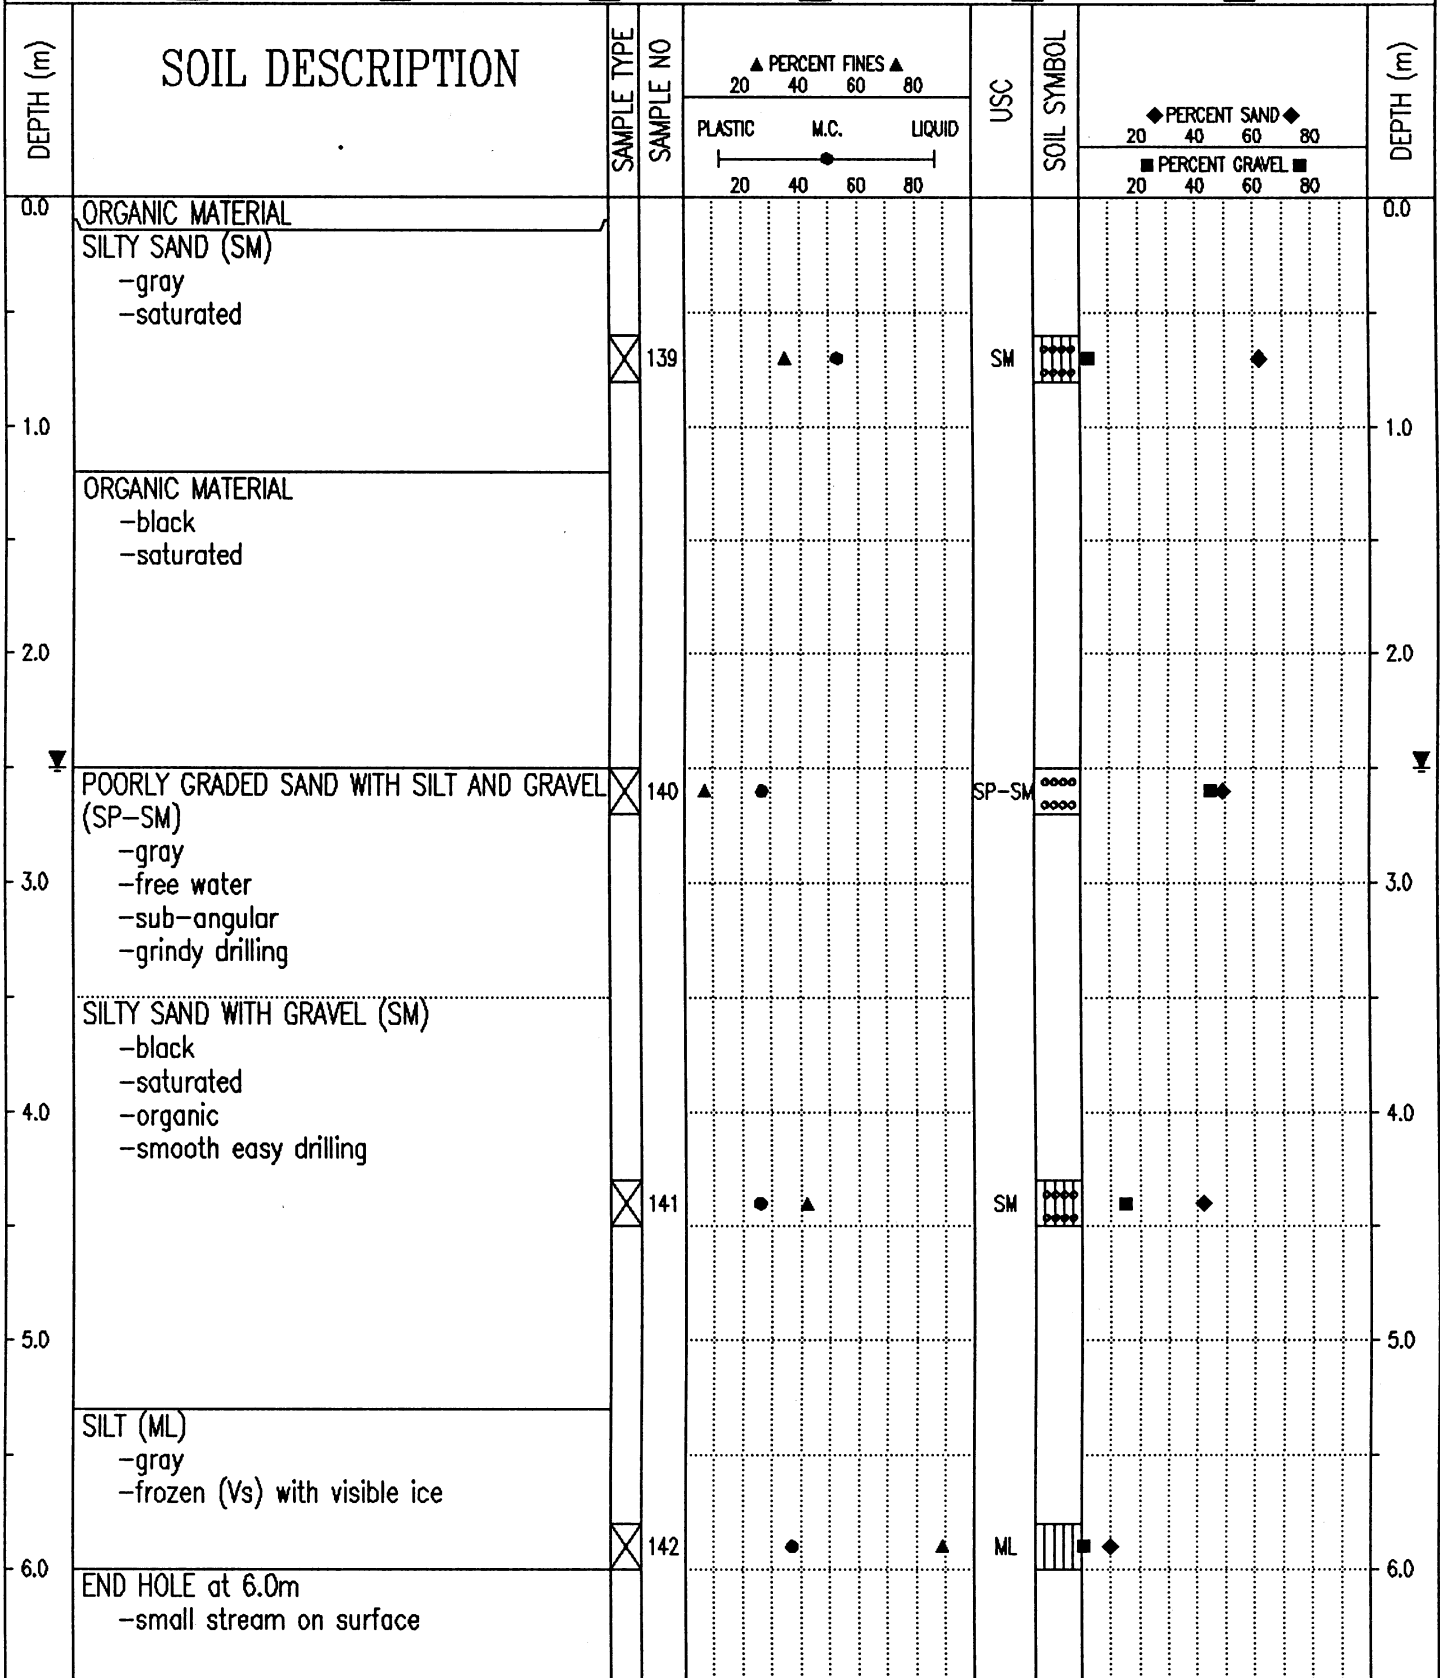 DEPTH (m)
SOIL DESCRIPTION
SAMPLE TYPE
SAMPLE NO
▲ PERCENT FINES ▲
20 40 60 80
PLASTIC M.C. LIQUID
20 40 60 80
USC
SOIL SYMBOL
◆PERCENT SAND◆
20 40 60 80
■PERCENT GRAVEL■
20 40 60 80
DEPTH (m)
0.0
ORGANIC MATERIAL
0.0
SILTY SAND (SM)
-gray
-saturated
139
SM
1.0
1.0
ORGANIC MATERIAL
-black
-saturated
2.0
2.0
POORLY GRADED SAND WITH SILT AND GRAVEL
(SP-SM)
140
SP-SM
-gray
-free water
-sub-angular
-grindy drilling
3.0
3.0
SILTY SAND WITH GRAVEL (SM)
-black
-saturated
-organic
-smooth easy drilling
4.0
4.0
141
SM
5.0
5.0
SILT (ML)
-gray
-frozen (Vs) with visible ice
142
ML
6.0
6.0
END HOLE at 6.0m
-small stream on surface